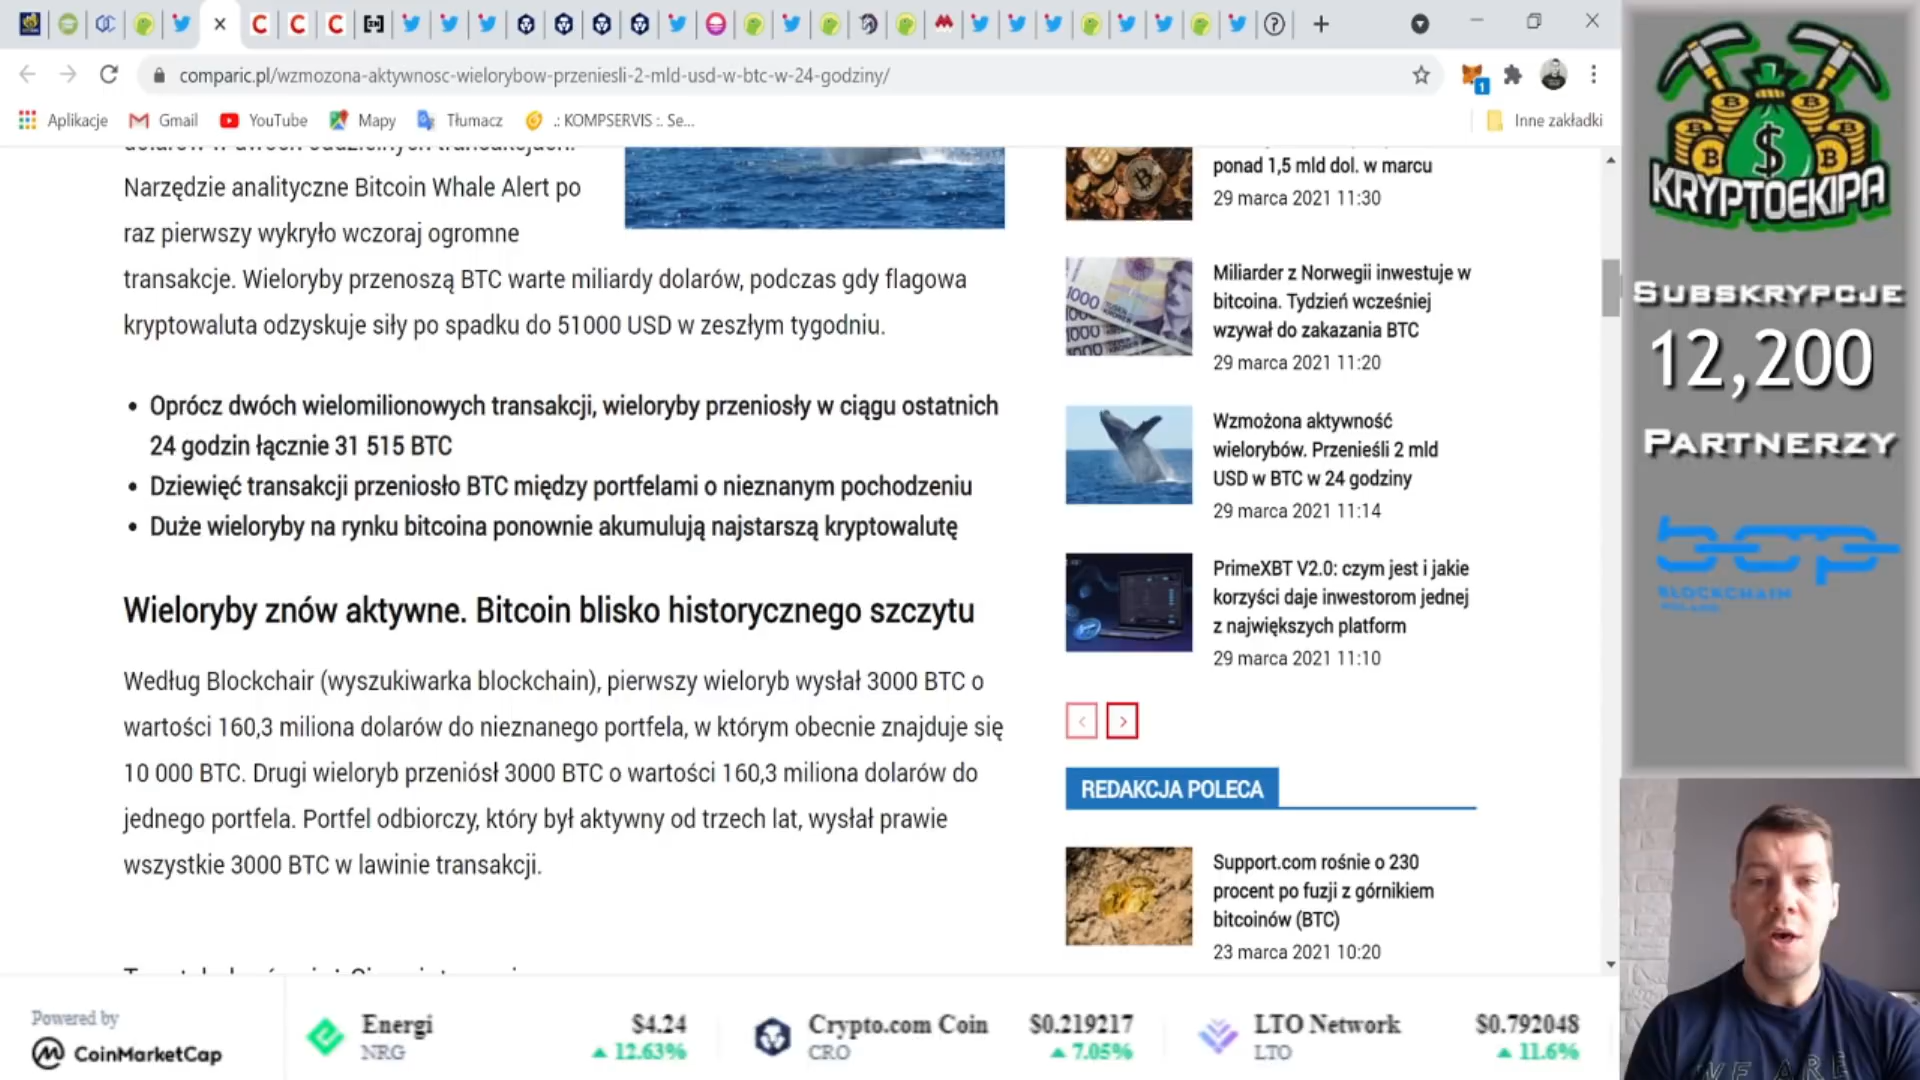 comparic.pl/wzmozona-aktywnosc-wielorybow-przeniesli-2-mld-usd-w-btc-w-24-godziny/
1
Aplikacje
Gmail
YouTube
Mapy
Tłumacz
.: KOMPSERVIS :. Se...
Inne zakładki
Narzędzie analityczne Bitcoin Whale Alert po
raz pierwszy wykryło wczoraj ogromne
transakcje. Wieloryby przenoszą BTC warte miliardy dolarów, podczas gdy flagowa
kryptowaluta odzyskuje siły po spadku do 51000 USD w zeszłym tygodniu.
• Oprócz dwóch wielomilionowych transakcji, wieloryby przeniosły w ciągu ostatnich
24 godzin łącznie 31 515 BTC
• Dziewięć transakcji przeniosło BTC między portfelami o nieznanym pochodzeniu
• Duże wieloryby na rynku bitcoina ponownie akumulują najstarszą kryptowalutę
Wieloryby znów aktywne. Bitcoin blisko historycznego szczytu
Według Blockchair (wyszukiwarka blockchain), pierwszy wieloryb wysłał 3000 BTC o
wartości 160,3 miliona dolarów do nieznanego portfela, w którym obecnie znajduje się
10 000 BTC. Drugi wieloryb przeniósł 3000 BTC o wartości 160,3 miliona dolarów do
jednego portfela. Portfel odbiorczy, który był aktywny od trzech lat, wysłał prawie
wszystkie 3000 BTC w lawinie transakcji.
ponad 1,5 mld dol. w marcu
29 marca 2021 11:30
Miliarder z Norwegii inwestuje w
bitcoina. Tydzień wcześniej
wzywał do zakazania BTC
29 marca 2021 11:20
Wzmożona aktywność
wielorybów. Przenieśli 2 mld
USD w BTC w 24 godziny
29 marca 2021 11:14
PrimeXBT V2.0: czym jest i jakie
korzyści daje inwestorom jednej
z największych platform
29 marca 2021 11:10
REDAKCJA POLECA
Support.com rośnie o 230
procent po fuzji z górnikiem
bitcoinów (BTC)
23 marca 2021 10:20
KRYPTOEKIPA
SUBSKRYPCJE
12,200
PARTNERZY
bcp
BLOCKCHAIN
Powered by
CoinMarketCap
Energi
NRG
$4.24
▲ 12.63%
Crypto.com Coin
CRO
$0.219217
▲ 7.05%
LTO Network
LTO
$0.792048
▲ 11.6%
WE ARE